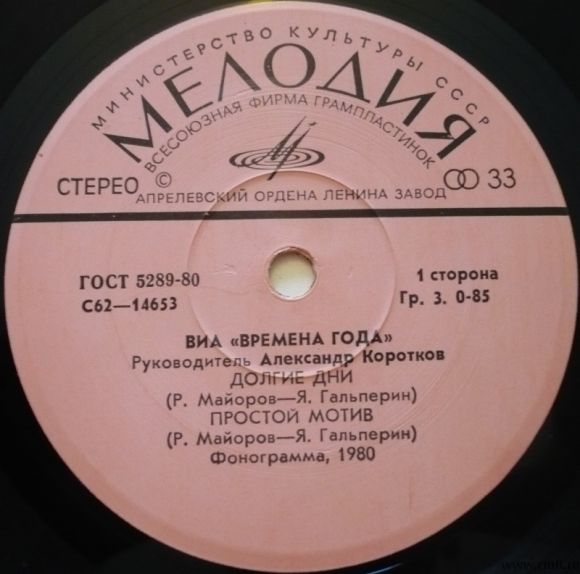 МИНИСТЕРСТВО КУЛЬТУРЫ СССР
МЕЛОДИЯ
ВСЕСОЮЗНАЯ ФИРМА ГРАМПЛАСТИНОК
СТЕРЕО © 33
АПРЕЛЕВСКИЙ ОРДЕНА ЛЕНИНА ЗАВОД
ГОСТ 5289-80 1 сторона
С62—14653 Гр. 3. 0-85
ВИА «ВРЕМЕНА ГОДА»
Руководитель Александр Коротков
ДОЛГИЕ ДНИ
(Р. Майоров—Я. Гальперин)
ПРОСТОЙ МОТИВ
(Р. Майоров—Я. Гальперин)
Фонограмма, 1980